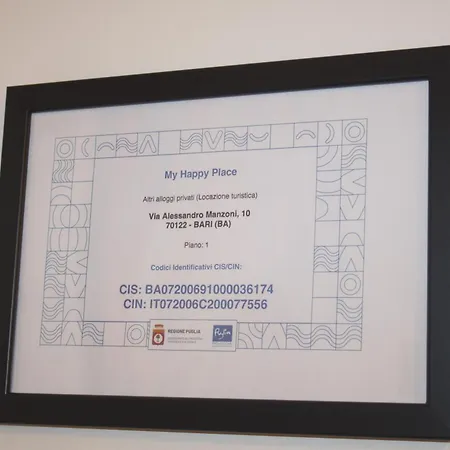 My Happy Place
Altri alloggi privati (Locazione turistica)
Via Alessandro Manzoni, 10
70122 - BARI (BA)
Piano: 1
Codici Identificativi CIS/CIN:
CIS: BA07200691000036174
CIN: IT072006C200077556
REGIONE PUGLIA
Puglia